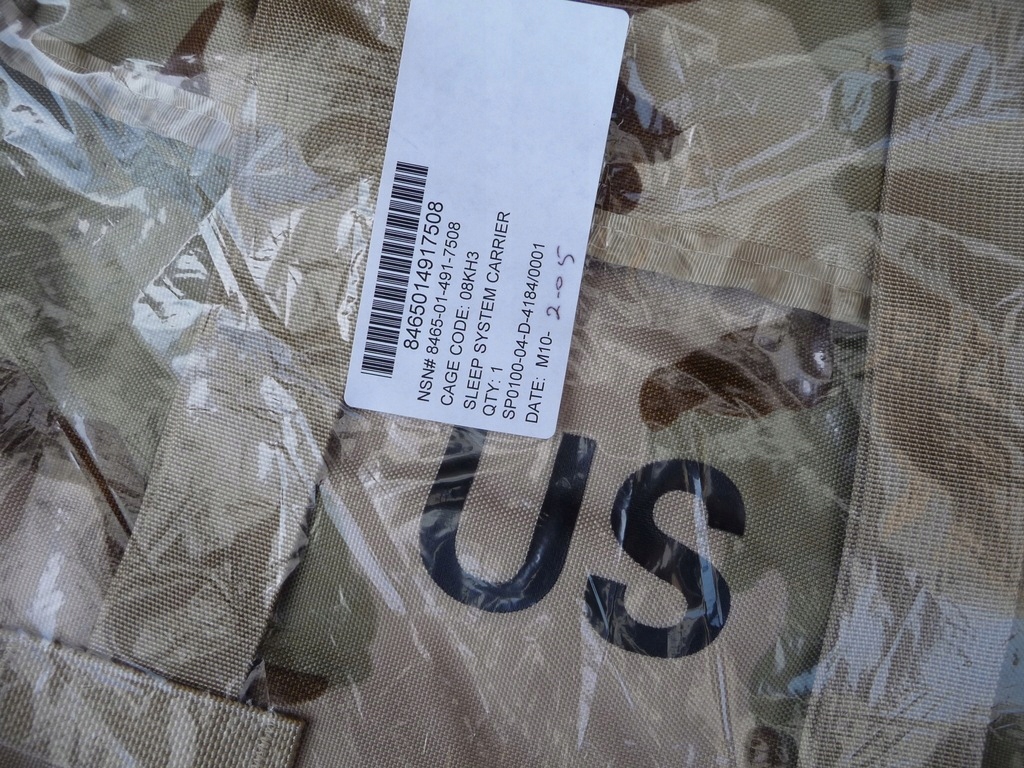 8465014917508
NSN# 8465-01-491-7508
CAGE CODE: 08KH3
SLEEP SYSTEM CARRIER
QTY: 1
SP0100-04-D-4184/0001
DATE: M10- 2-05
US